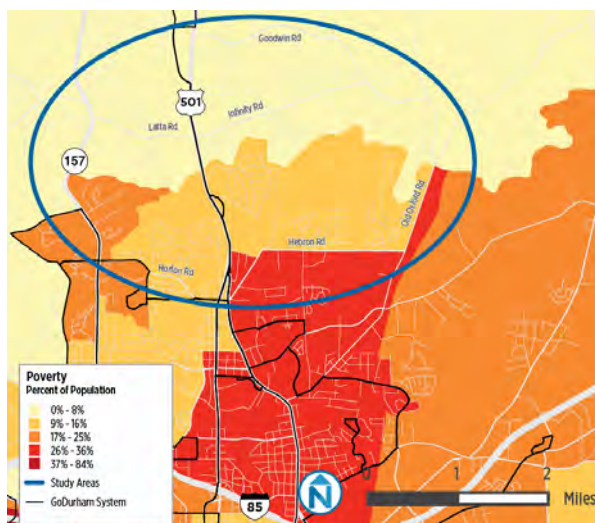 Goodwin Rd
501
Infinity Rd
Latta Rd
157
Old Oxford Rd
Hebron Rd
Horton Rd
Poverty
Percent of Population
0% - 8%
9% - 16%
17% - 25%
26% - 36%
37% - 84%
Study Areas
GoDurham System
85
N
0 1 2
Miles